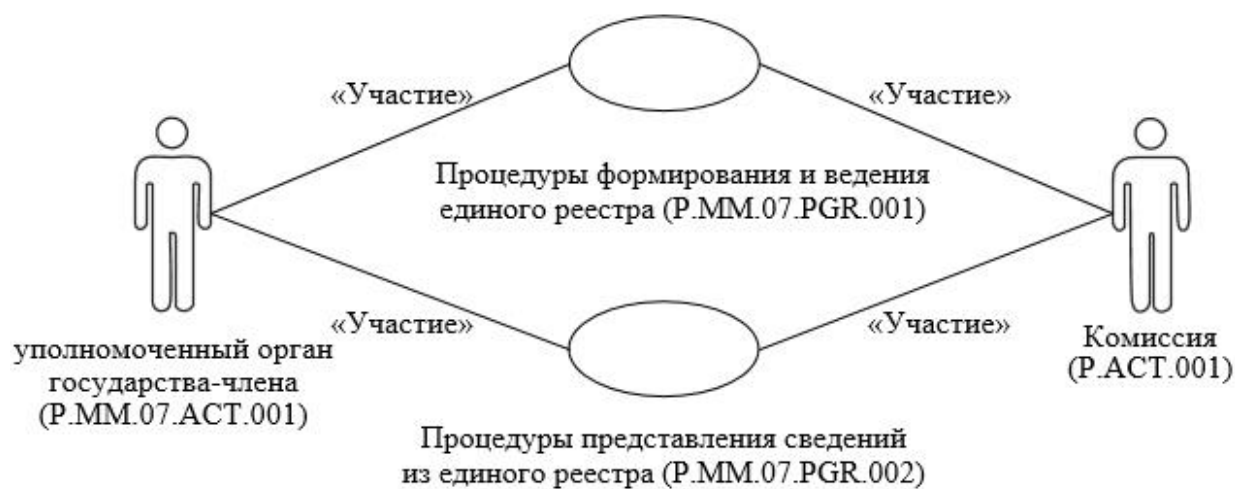 «Участие»
«Участие»
Процедуры формирования и ведения
единого реестра (P.MM.07.PGR.001)
«Участие»
«Участие»
уполномоченный орган
государства-члена
(P.MM.07.ACT.001)
Комиссия
(P.ACT.001)
Процедуры представления сведений
из единого реестра (P.MM.07.PGR.002)